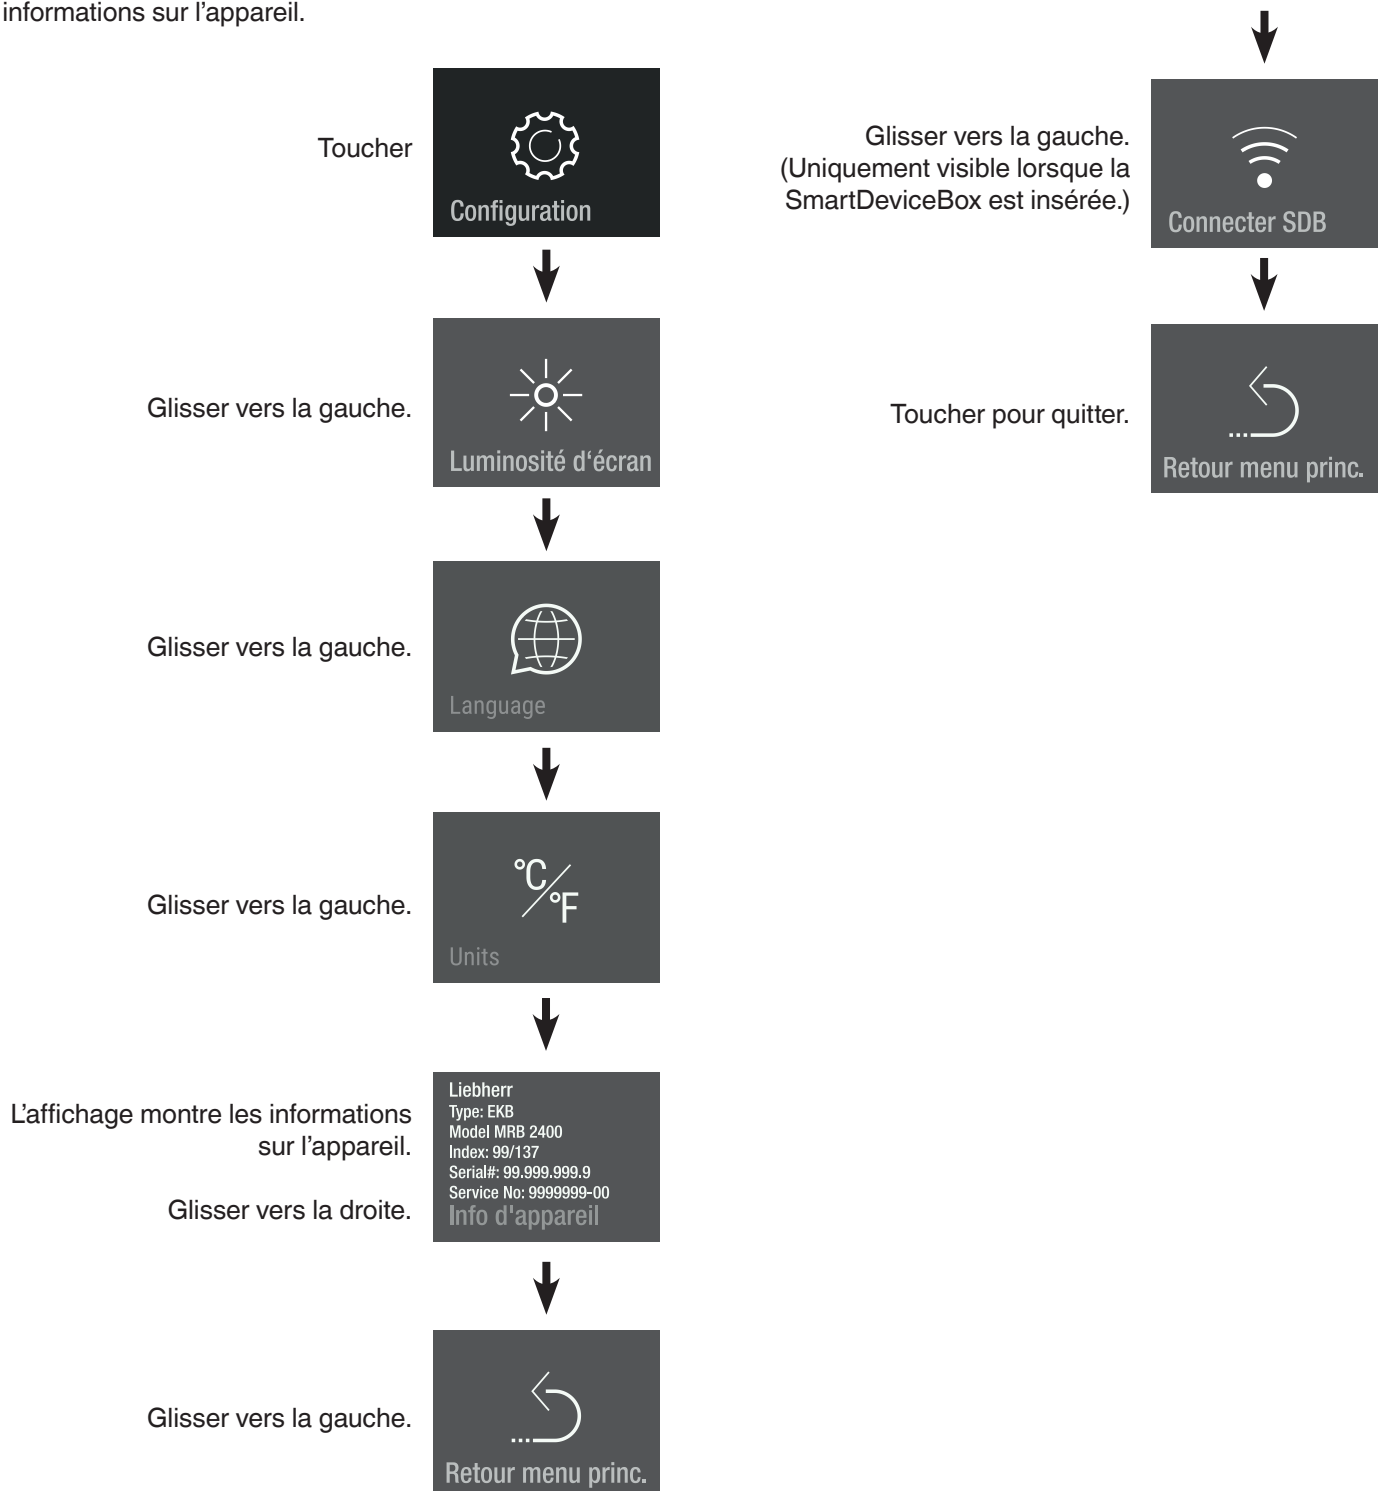 informations sur l’appareil.
Toucher
Configuration
Glisser vers la gauche.
Luminosité d‘écran
Glisser vers la gauche.
Language
Glisser vers la gauche.
°C/°F
Units
L’affichage montre les informations
sur l’appareil.
Glisser vers la droite.
Liebherr
Type: EKB
Model MRB 2400
Index: 99/137
Serial#: 99.999.999.9
Service No: 9999999-00
Info d'appareil
Glisser vers la gauche.
Retour menu princ.
Glisser vers la gauche.
(Uniquement visible lorsque la
SmartDeviceBox est insérée.)
Connecter SDB
Toucher pour quitter.
Retour menu princ.